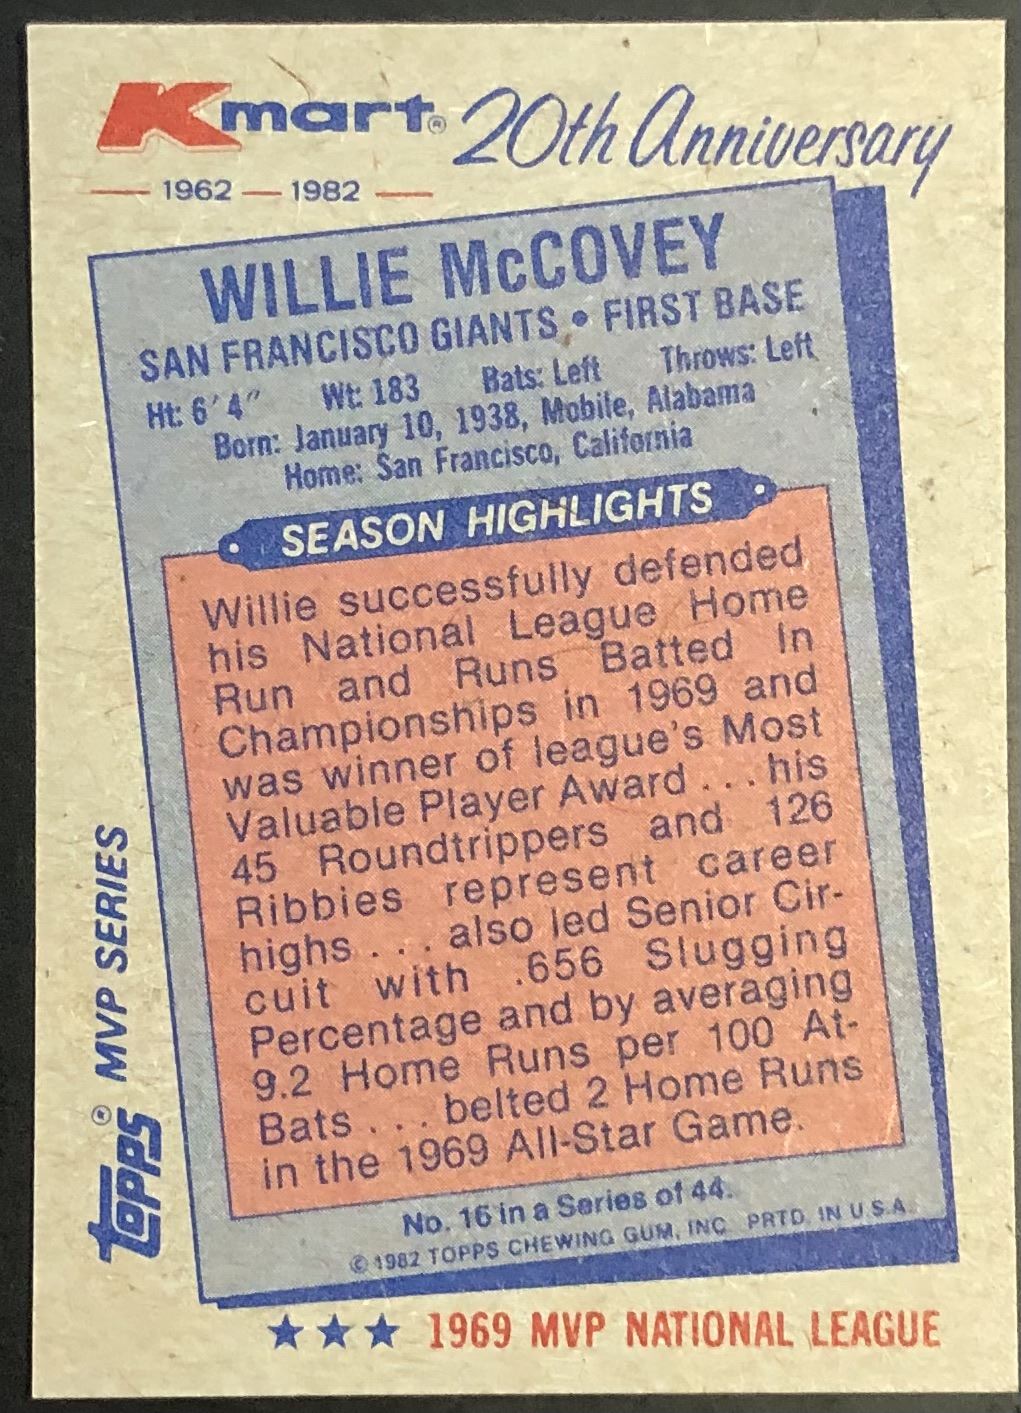 Kmart® 20th Anniversary
1962 — 1982
WILLIE McCOVEY
SAN FRANCISCO GIANTS • FIRST BASE
Ht: 6'4" Wt: 183 Bats: Left Throws: Left
Born: January 10, 1938, Mobile, Alabama
Home: San Francisco, California
SEASON HIGHLIGHTS
Willie successfully defended
his National League Home
Run and Runs Batted In
Championships in 1969 and
was winner of league's Most
Valuable Player Award . . . his
45 Roundtrippers and 126
Ribbies represent career
highs . . . also led Senior Cir-
cuit with .656 Slugging
Percentage and by averaging
9.2 Home Runs per 100 At-
Bats . . . belted 2 Home Runs
in the 1969 All-Star Game.
No. 16 in a Series of 44.
© 1982 TOPPS CHEWING GUM, INC. PRTD. IN U.S.A.
TOPPS® MVP SERIES
★★★ 1969 MVP NATIONAL LEAGUE